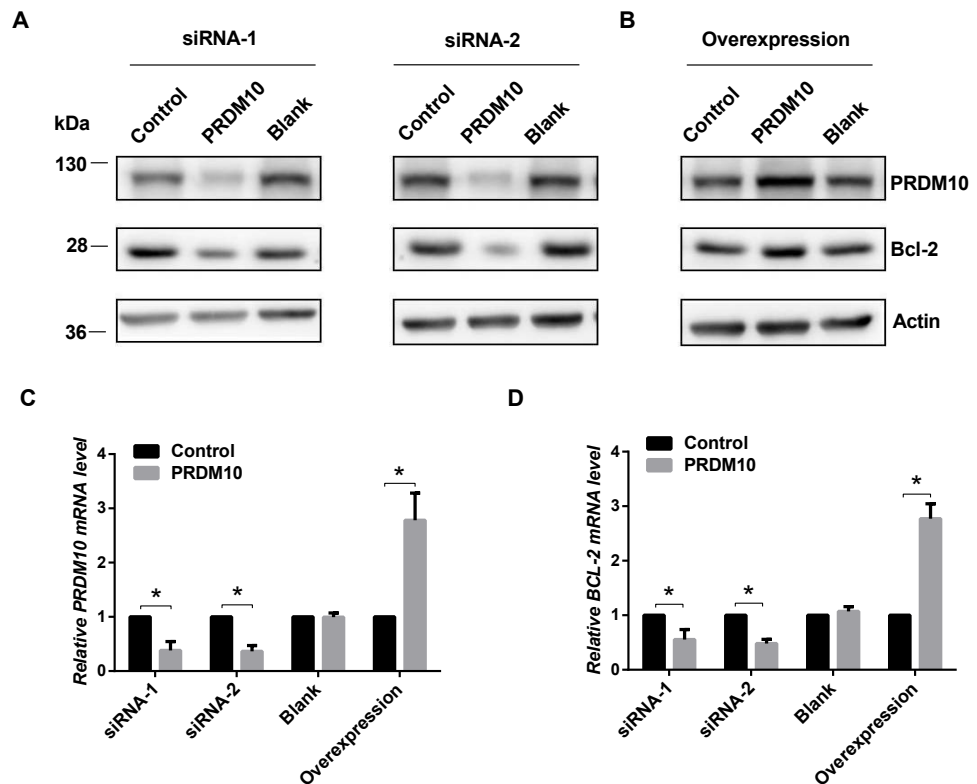 A
B
siRNA-1
siRNA-2
Overexpression
Control
PRDM10
Blank
Control
PRDM10
Blank
Control
PRDM10
Blank
kDa
130
PRDM10
28
Bcl-2
36
Actin
C
D
Control
PRDM10
Relative PRDM10 mRNA level
4
3
2
1
0
*
*
*
siRNA-1
siRNA-2
Blank
Overexpression
Control
PRDM10
Relative BCL-2 mRNA level
4
3
2
1
0
*
*
*
siRNA-1
siRNA-2
Blank
Overexpression